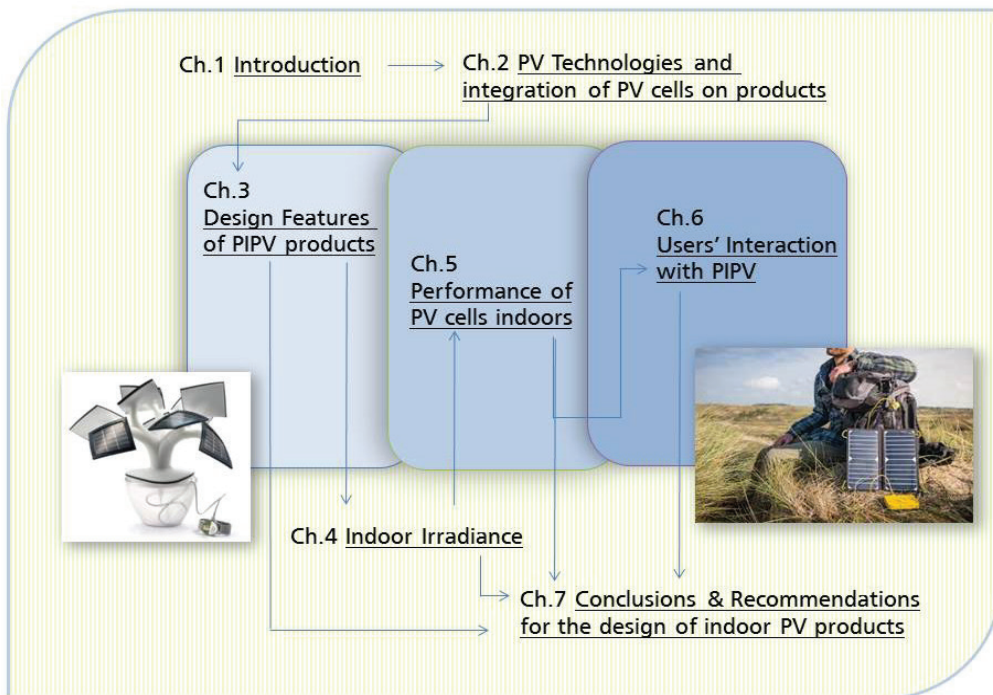 Ch.1 Introduction
Ch.2 PV Technologies and
integration of PV cells on products
Ch.3
Design Features
of PIPV products
Ch.5
Performance of
PV cells indoors
Ch.6
Users’ Interaction
with PIPV
Ch.4 Indoor Irradiance
Ch.7 Conclusions & Recommendations
for the design of indoor PV products